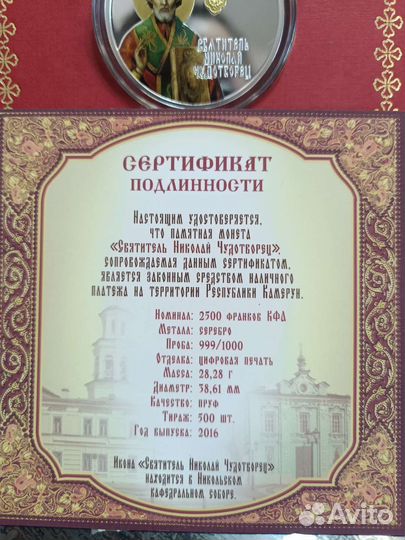 СВЯТИТЕЛЬ
НИКОЛАЙ
ЧУДОТВОРЕЦ
СЕРТИФИКАТ
ПОДЛИННОСТИ
Настоящим удостоверяется,
что памятная монета
«Святитель Николай Чудотворец»,
сопровождаемая данным сертификатом,
является законным средством наличного
платежа на территории Республики Камерун.
Номинал: 2500 франков КФА
Металл: серебро
Проба: 999/1000
Отделка: цифровая печать
Масса: 28,28 г
Диаметр: 38,61 мм
Качество: пруф
Тираж: 500 шт.
Год выпуска: 2016
Икона «Святитель Николай Чудотворец»
находится в Никольском
кафедральном соборе.
Avito